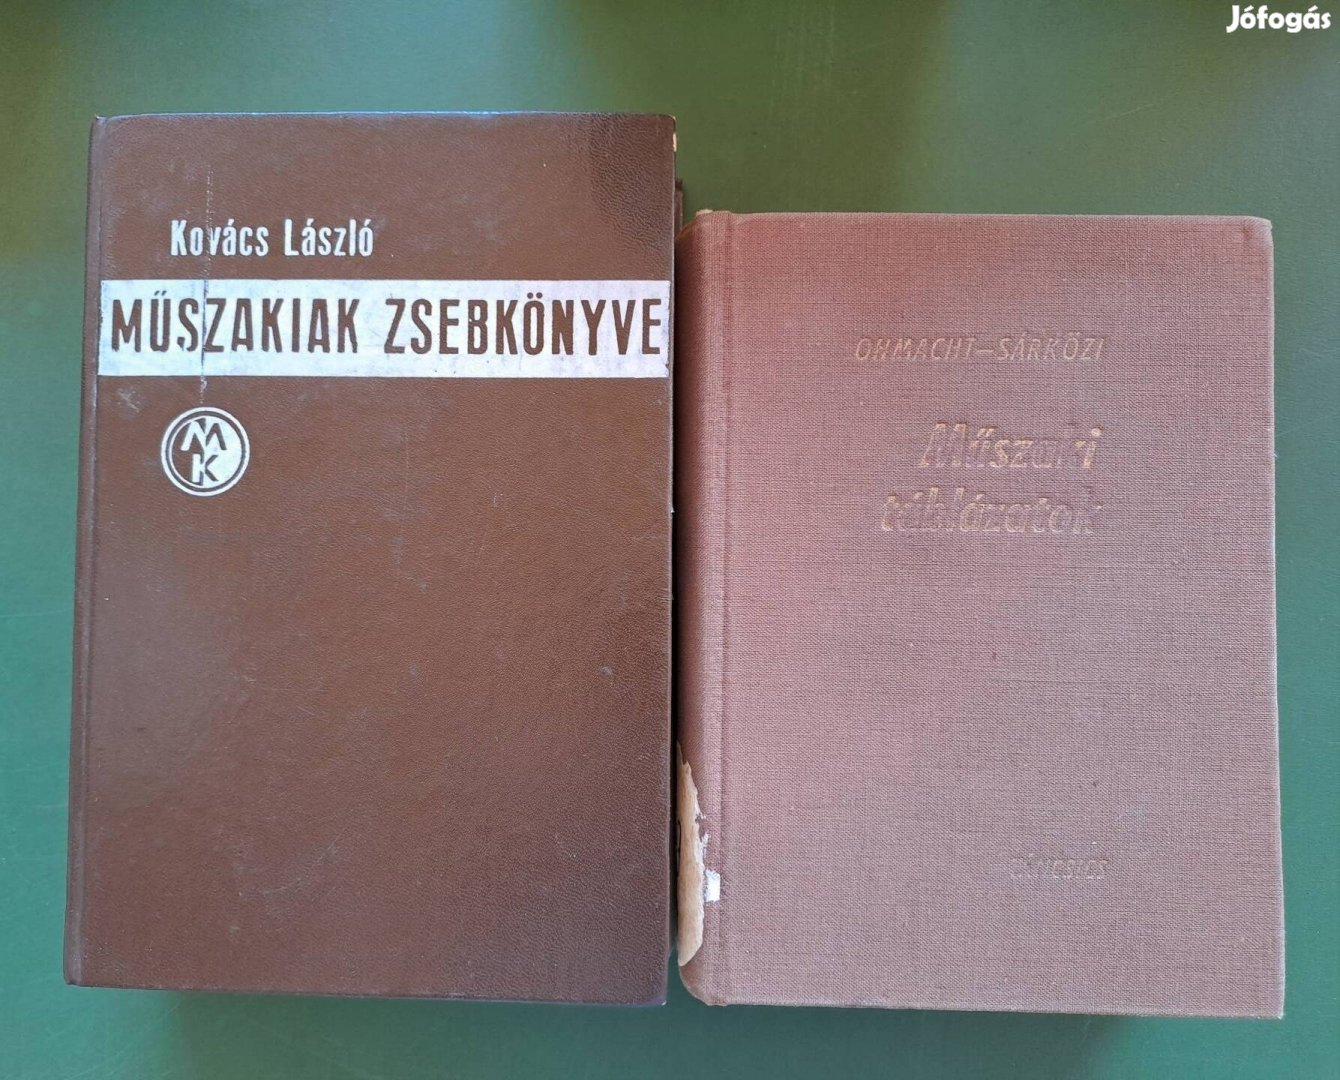 Jófogás
Kovács László
MŰSZAKIAK ZSEBKÖNYVE
MK
OHMACHT–SÁRKÖZI
Műszaki
táblázatok